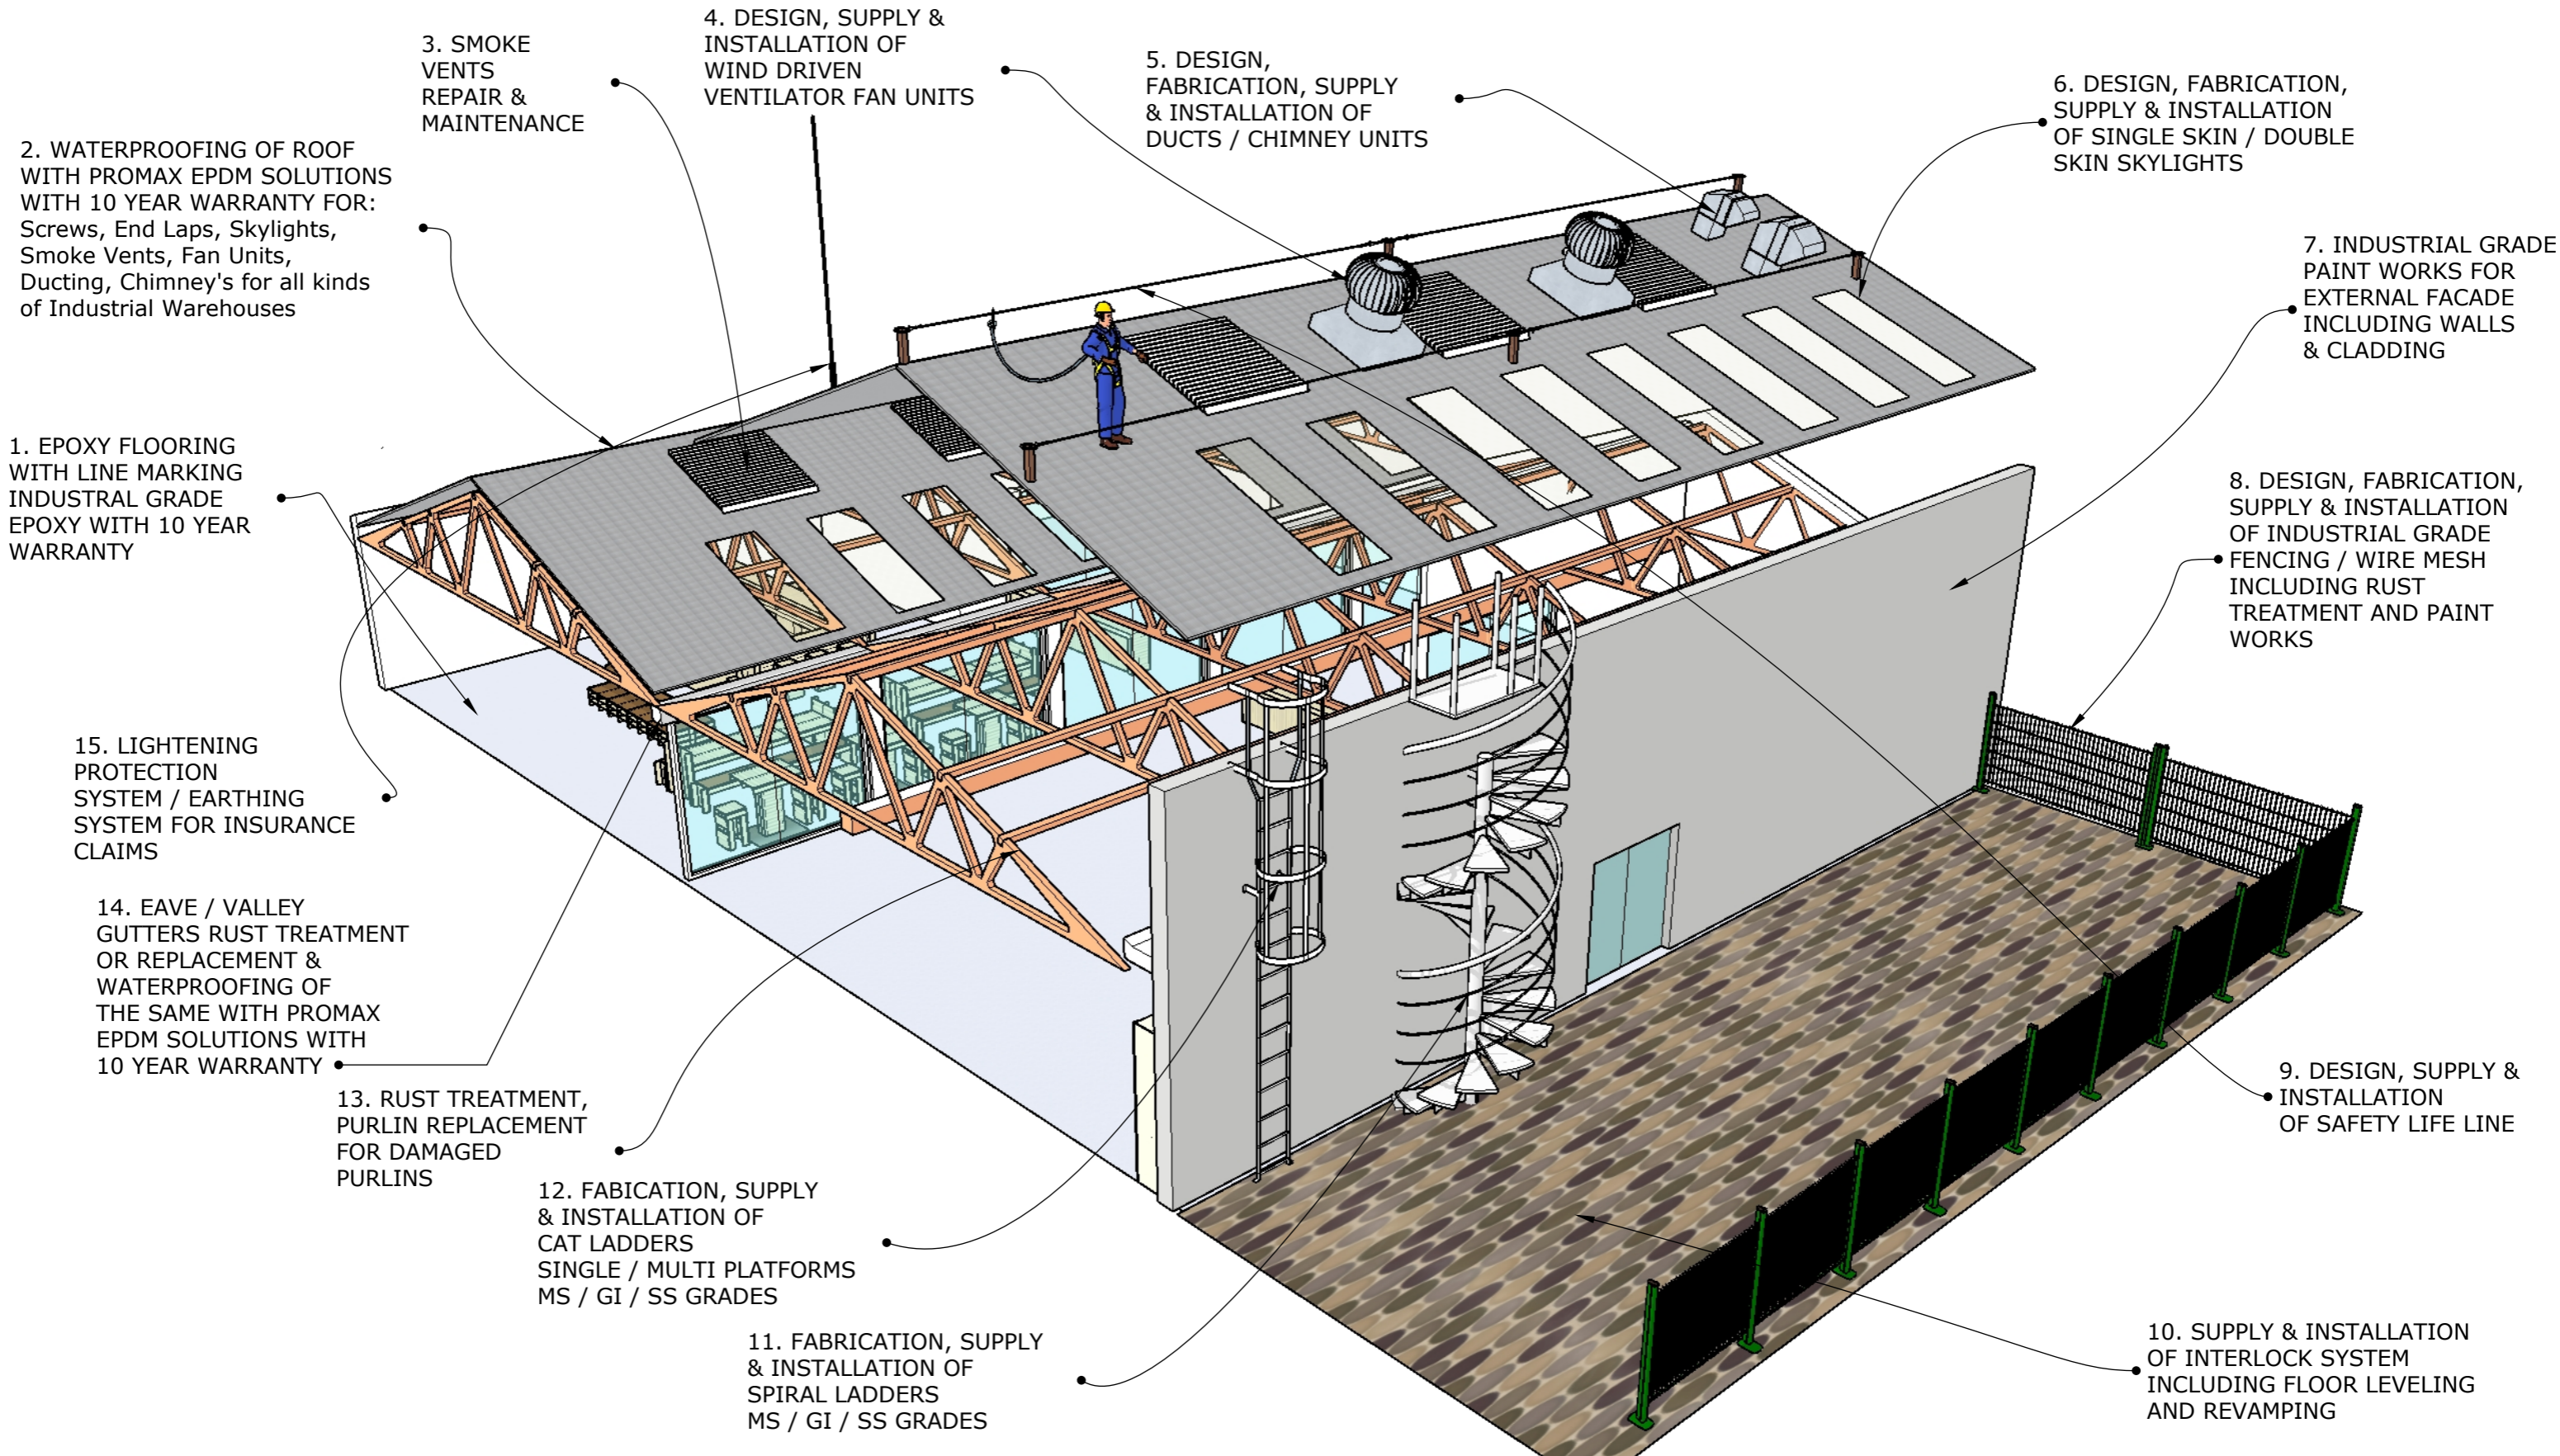 1. EPOXY FLOORING
WITH LINE MARKING
INDUSTRAL GRADE
EPOXY WITH 10 YEAR
WARRANTY
2. WATERPROOFING OF ROOF
WITH PROMAX EPDM SOLUTIONS
WITH 10 YEAR WARRANTY FOR:
Screws, End Laps, Skylights,
Smoke Vents, Fan Units,
Ducting, Chimney's for all kinds
of Industrial Warehouses
3. SMOKE
VENTS
REPAIR &
MAINTENANCE
4. DESIGN, SUPPLY &
INSTALLATION OF
WIND DRIVEN
VENTILATOR FAN UNITS
5. DESIGN,
FABRICATION, SUPPLY
& INSTALLATION OF
DUCTS / CHIMNEY UNITS
6. DESIGN, FABRICATION,
SUPPLY & INSTALLATION
OF SINGLE SKIN / DOUBLE
SKIN SKYLIGHTS
7. INDUSTRIAL GRADE
PAINT WORKS FOR
EXTERNAL FACADE
INCLUDING WALLS
& CLADDING
8. DESIGN, FABRICATION,
SUPPLY & INSTALLATION
OF INDUSTRIAL GRADE
FENCING / WIRE MESH
INCLUDING RUST
TREATMENT AND PAINT
WORKS
9. DESIGN, SUPPLY &
INSTALLATION
OF SAFETY LIFE LINE
10. SUPPLY & INSTALLATION
OF INTERLOCK SYSTEM
INCLUDING FLOOR LEVELING
AND REVAMPING
11. FABRICATION, SUPPLY
& INSTALLATION OF
SPIRAL LADDERS
MS / GI / SS GRADES
12. FABICATION, SUPPLY
& INSTALLATION OF
CAT LADDERS
SINGLE / MULTI PLATFORMS
MS / GI / SS GRADES
13. RUST TREATMENT,
PURLIN REPLACEMENT
FOR DAMAGED
PURLINS
14. EAVE / VALLEY
GUTTERS RUST TREATMENT
OR REPLACEMENT &
WATERPROOFING OF
THE SAME WITH PROMAX
EPDM SOLUTIONS WITH
10 YEAR WARRANTY
15. LIGHTENING
PROTECTION
SYSTEM / EARTHING
SYSTEM FOR INSURANCE
CLAIMS